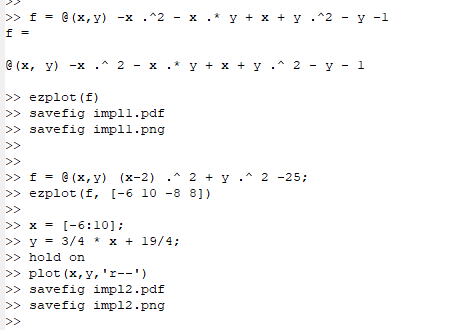 >>
>> f = @(x,y) -x .^2 - x .* y + x + y .^2 - y -1
f =

@(x, y) -x .^ 2 - x .* y + x + y .^ 2 - y - 1

>> ezplot(f)
>> savefig impl1.pdf
>> savefig impl1.png
>>
>>
>> f = @(x,y) (x-2) .^ 2 + y .^ 2 -25;
>> ezplot(f, [-6 10 -8 8])
>>
>> x = [-6:10];
>> y = 3/4 * x + 19/4;
>> hold on
>> plot(x,y,'r--')
>> savefig impl2.pdf
>> savefig impl2.png
>>